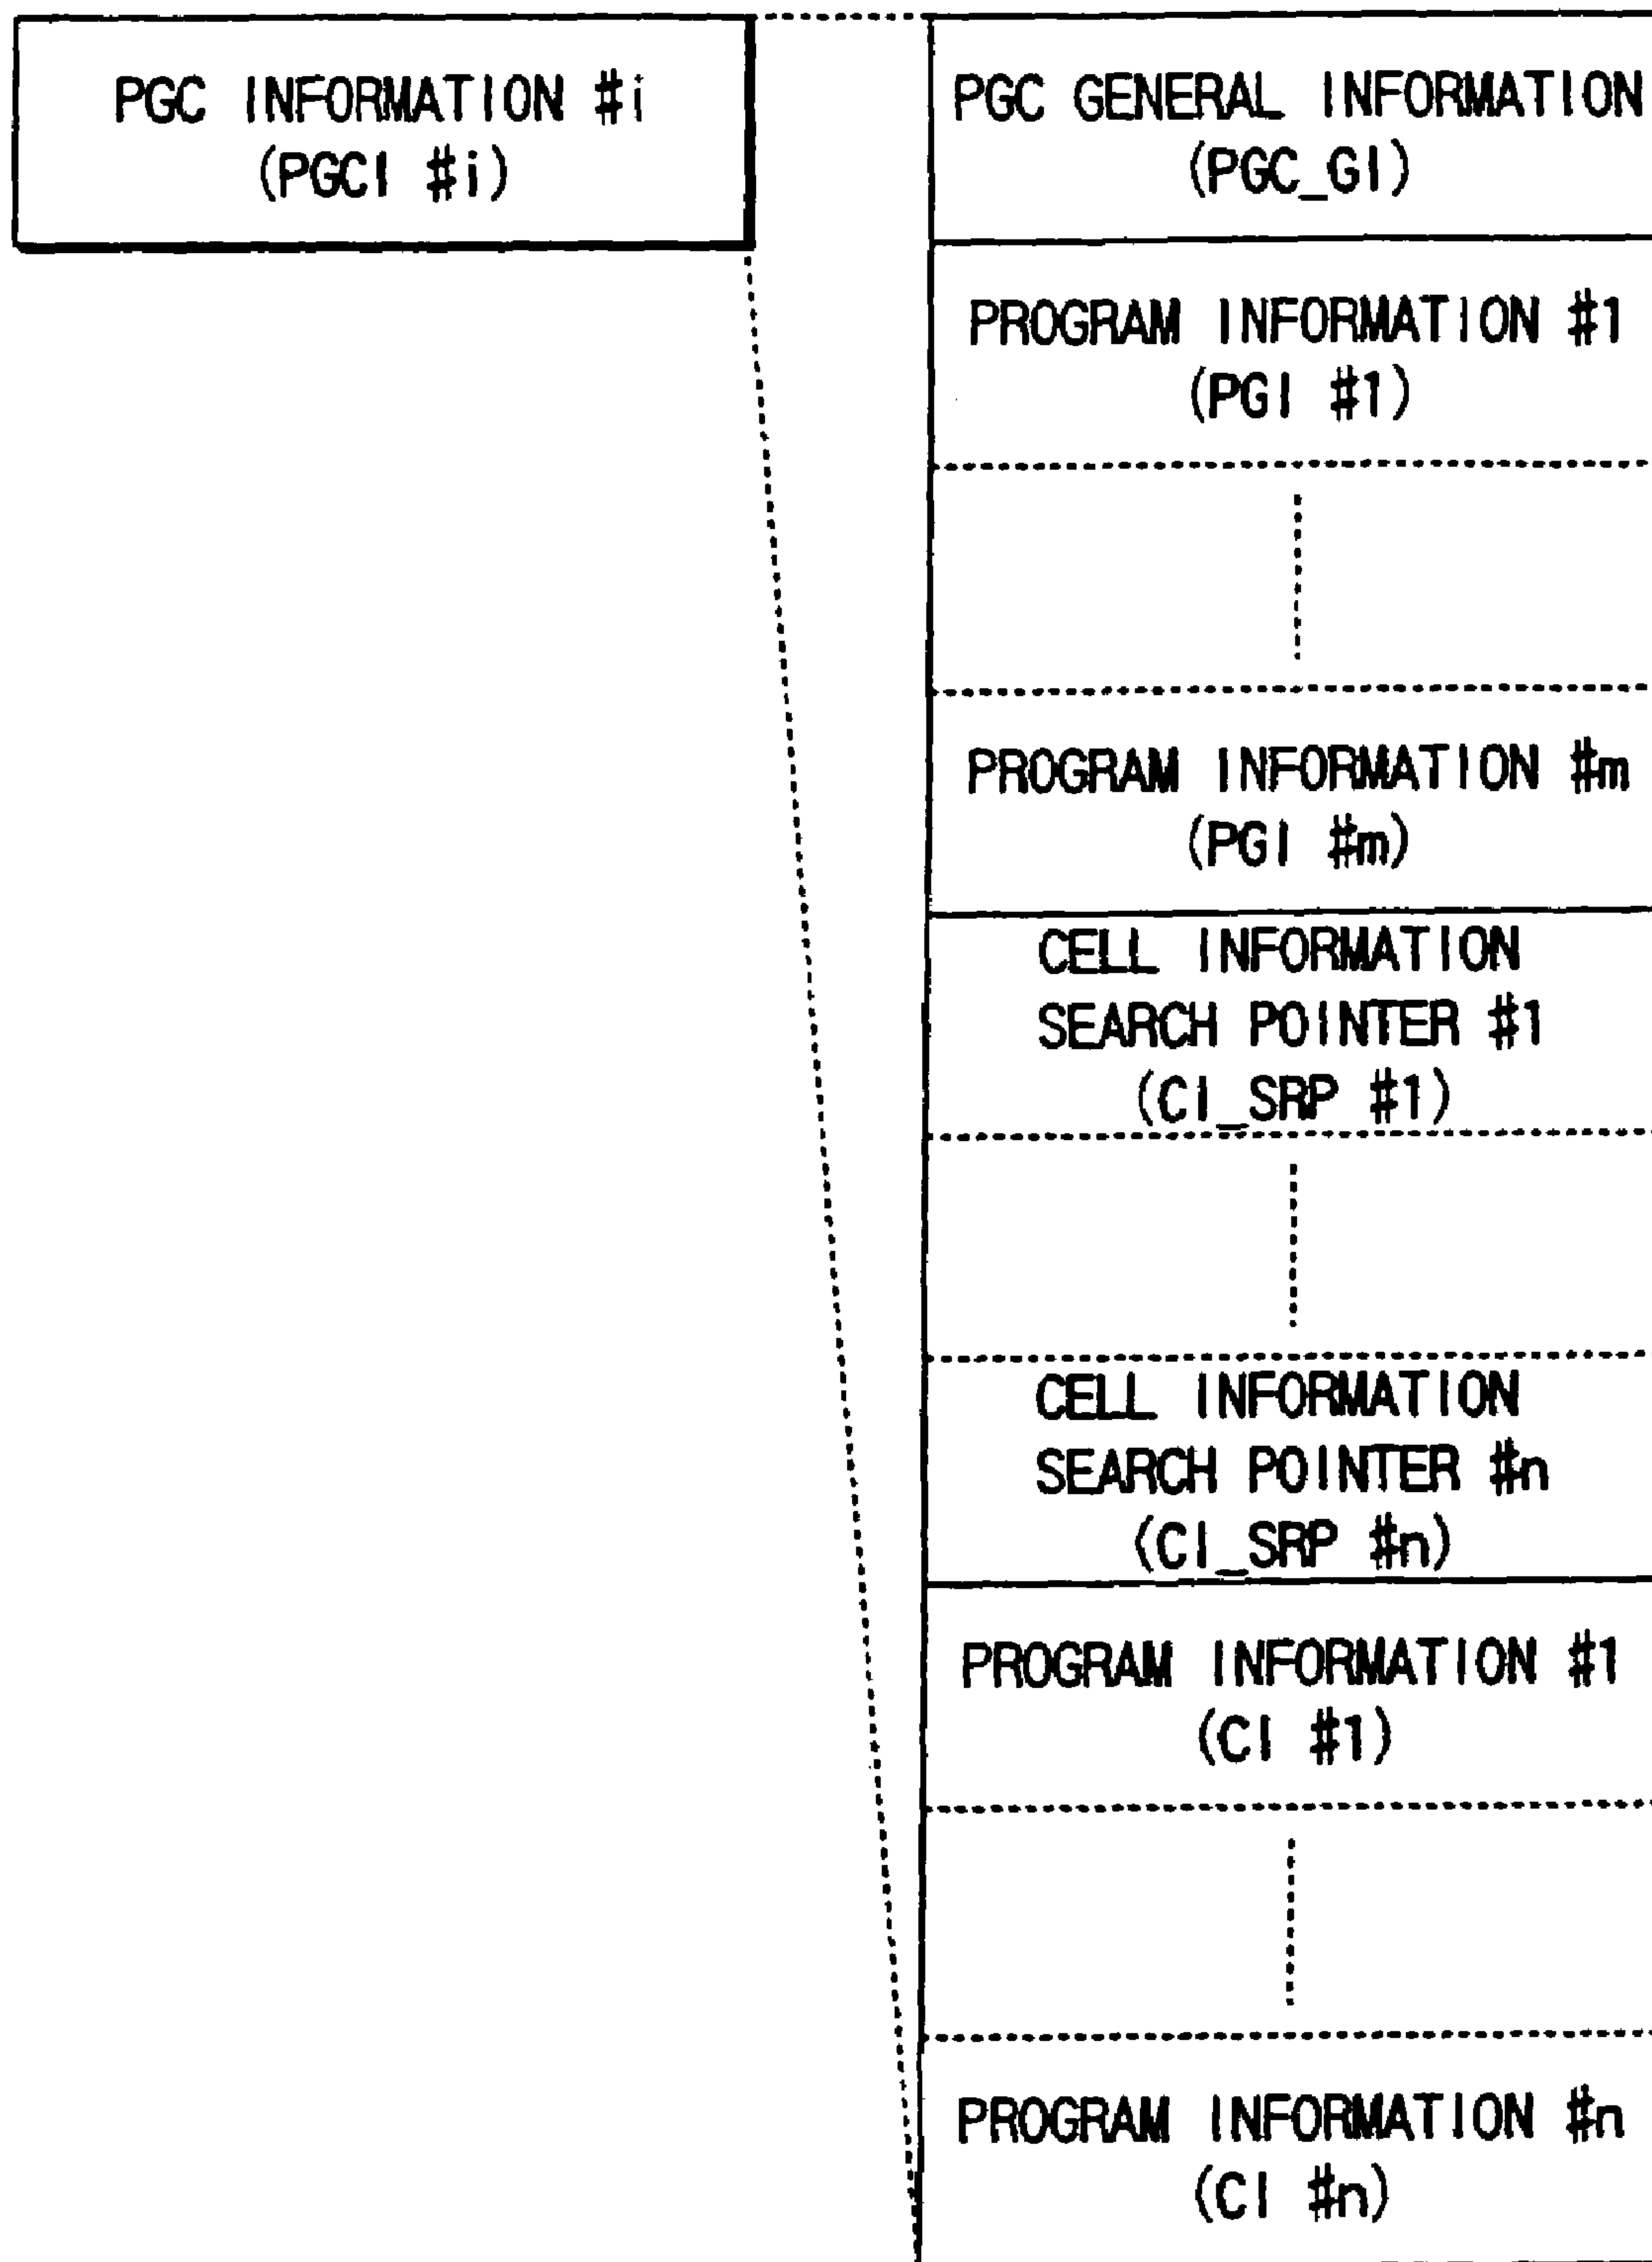 PGC INFORMATION #i
(PGCI #i)
PGC GENERAL INFORMATION
(PGC_GI)
PROGRAM INFORMATION #1
(PGI #1)
PROGRAM INFORMATION #m
(PGI #m)
CELL INFORMATION
SEARCH POINTER #1
(CI_SRP #1)
CELL INFORMATION
SEARCH POINTER #n
(CI_SRP #n)
PROGRAM INFORMATION #1
(CI #1)
PROGRAM INFORMATION #n
(CI #n)